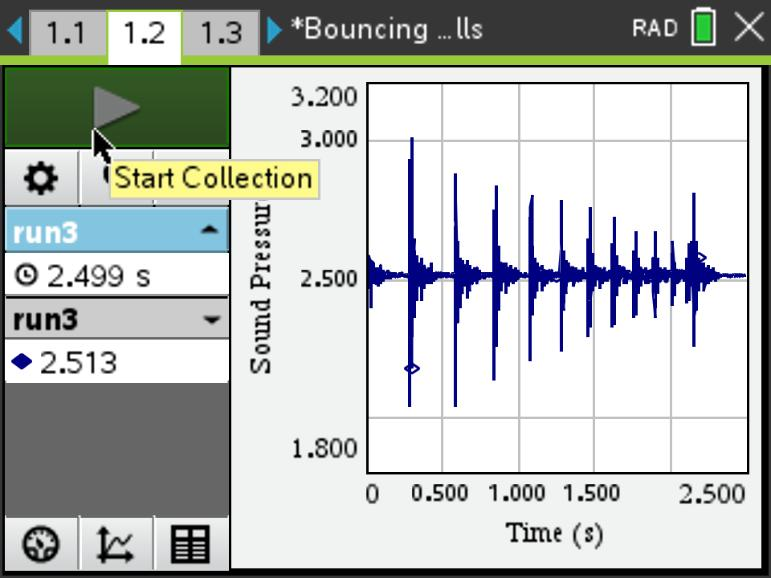 1.1 1.2 1.3 *Bouncing ...lls RAD
Start Collection
run3
2.499 s
run3
2.513
3.200
3.000
2.500
1.800
Sound Pressur
0 0.500 1.000 1.500 2.500
Time (s)